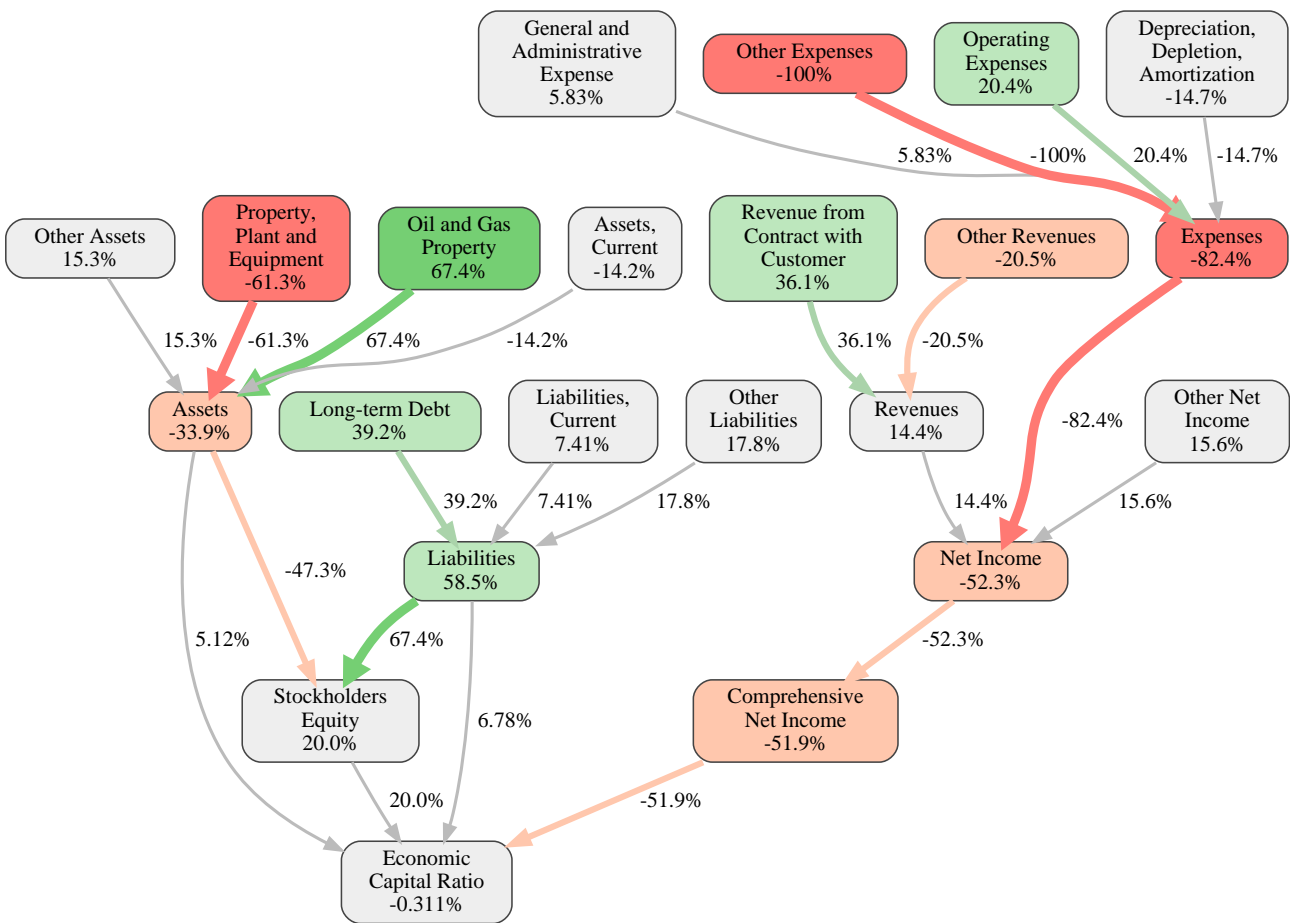 General and
Administrative
Expense
5.83%
Other Expenses
-100%
Operating
Expenses
20.4%
Depreciation,
Depletion,
Amortization
-14.7%
5.83%
-100%
20.4%
-14.7%
Other Assets
15.3%
Property,
Plant and
Equipment
-61.3%
Oil and Gas
Property
67.4%
Assets,
Current
-14.2%
Revenue from
Contract with
Customer
36.1%
Other Revenues
-20.5%
Expenses
-82.4%
15.3%
-61.3%
67.4%
-14.2%
36.1%
-20.5%
Assets
-33.9%
Long-term Debt
39.2%
Liabilities,
Current
7.41%
Other
Liabilities
17.8%
Revenues
14.4%
-82.4%
Other Net
Income
15.6%
39.2%
7.41%
17.8%
14.4%
15.6%
-47.3%
Liabilities
58.5%
Net Income
-52.3%
5.12%
67.4%
-52.3%
Stockholders
Equity
20.0%
6.78%
Comprehensive
Net Income
-51.9%
20.0%
-51.9%
Economic
Capital Ratio
-0.311%